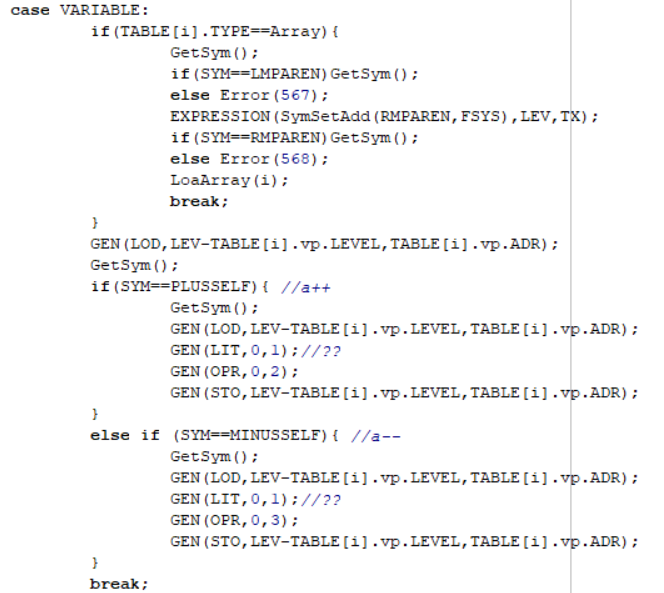 case VARIABLE:
if(TABLE[i].TYPE==Array){
GetSym();
if(SYM==LMPAREN)GetSym();
else Error(567);
EXPRESSION(SymSetAdd(RMPAREN,FSYS),LEV,TX);
if(SYM==RMPAREN)GetSym();
else Error(568);
LoaArray(i);
break;
}
GEN(LOD,LEV-TABLE[i].vp.LEVEL,TABLE[i].vp.ADR);
GetSym();
if(SYM==PLUSSELF){ //a++
GetSym();
GEN(LOD,LEV-TABLE[i].vp.LEVEL,TABLE[i].vp.ADR);
GEN(LIT,0,1);//??
GEN(OPR,0,2);
GEN(STO,LEV-TABLE[i].vp.LEVEL,TABLE[i].vp.ADR);
}
else if (SYM==MINUSSELF){ //a--
GetSym();
GEN(LOD,LEV-TABLE[i].vp.LEVEL,TABLE[i].vp.ADR);
GEN(LIT,0,1);//??
GEN(OPR,0,3);
GEN(STO,LEV-TABLE[i].vp.LEVEL,TABLE[i].vp.ADR);
}
break;